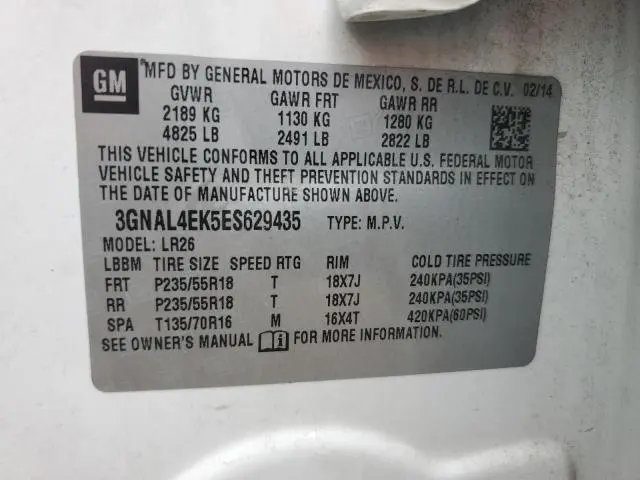 GM
MFD BY GENERAL MOTORS DE MEXICO, S. DE R.L. DE C.V. 02/14
GVWR GAWR FRT GAWR RR
2189 KG 1130 KG 1280 KG
4825 LB 2491 LB 2822 LB
THIS VEHICLE CONFORMS TO ALL APPLICABLE U.S. FEDERAL MOTOR
VEHICLE SAFETY AND THEFT PREVENTION STANDARDS IN EFFECT ON
THE DATE OF MANUFACTURE SHOWN ABOVE.
3GNAL4EK5ES629435 TYPE: M.P.V.
MODEL: LR26
LBBM TIRE SIZE SPEED RTG RIM COLD TIRE PRESSURE
FRT P235/55R18 T 18X7J 240KPA(35PSI)
RR P235/55R18 T 18X7J 240KPA(35PSI)
SPA T135/70R16 M 16X4T 420KPA(60PSI)
SEE OWNER'S MANUAL FOR MORE INFORMATION.